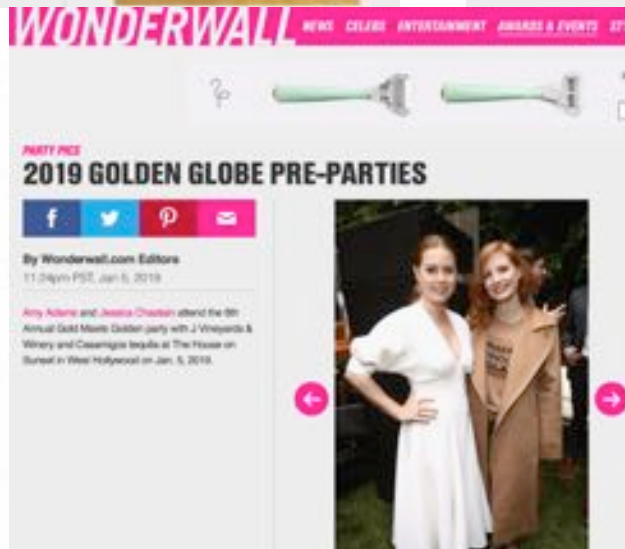 WONDERWALL
NEWS CELEBS ENTERTAINMENT AWARDS & EVENTS
PARTY PICS
2019 GOLDEN GLOBE PRE-PARTIES
By Wonderwall.com Editors
11:24pm PST, Jan 5, 2019
Amy Adams and Jessica Chastain attend the 6th
Annual Gold Meets Golden party with J Vineyards &
Winery and Casamigos tequila at The House on
Sunset in West Hollywood on Jan. 5, 2019.